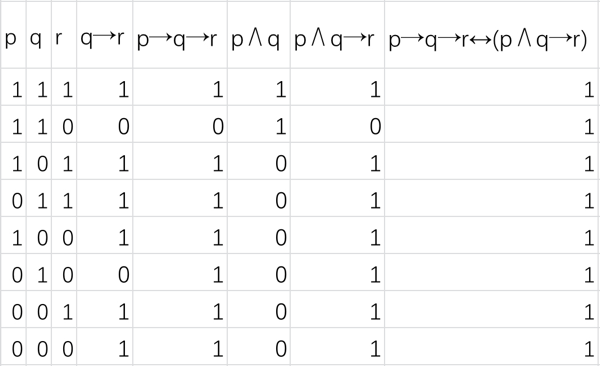 p q r q→r p→q→r p∧q p∧q→r p→q→r↔(p∧q→r)
1 1 1 1 1 1 1 1
1 1 0 0 0 1 0 1
1 0 1 1 1 0 1 1
0 1 1 1 1 0 1 1
1 0 0 1 1 0 1 1
0 1 0 0 1 0 1 1
0 0 1 1 1 0 1 1
0 0 0 1 1 0 1 1